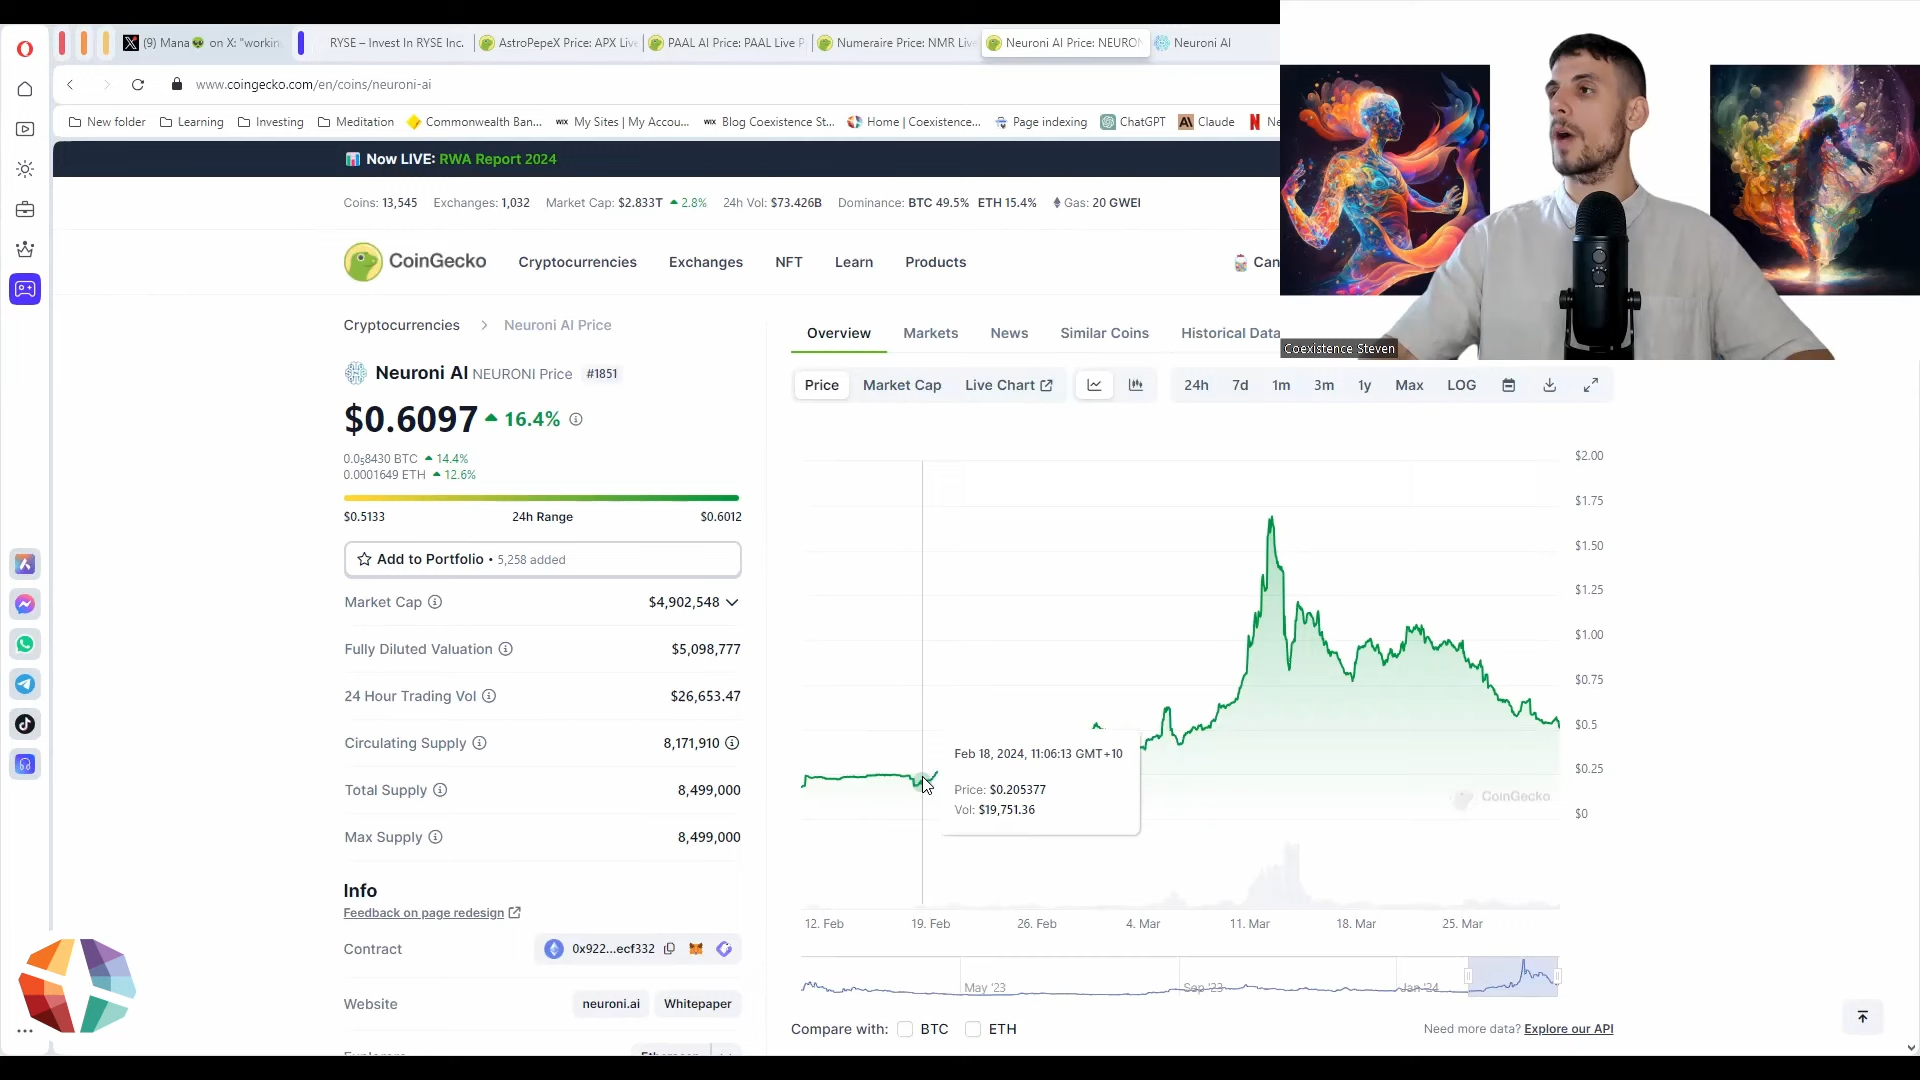 (9) Mana on X: "workin
RYSE – Invest In RYSE Inc.
AstroPepeX Price: APX Live
PAAL AI Price: PAAL Live P
Numeraire Price: NMR Live
Neuroni AI Price: NEURON
Neuroni AI
www.coingecko.com/en/coins/neuroni-ai
New folder
Learning
Investing
Meditation
Commonwealth Ban...
WIX My Sites | My Accou...
WIX Blog Coexistence St...
Home | Coexistence...
Page indexing
ChatGPT
Claude
Ne
Now LIVE: RWA Report 2024
Coins: 13,545 Exchanges: 1,032 Market Cap: $2.833T 2.8% 24h Vol: $73.426B Dominance: BTC 49.5% ETH 15.4% Gas: 20 GWEI
CoinGecko
Cryptocurrencies Exchanges NFT Learn Products
Can
Coexistence Steven
Cryptocurrencies > Neuroni AI Price
Neuroni AI NEURONI Price #1851
$0.6097 16.4%
0.0₅8430 BTC 14.4%
0.0001649 ETH 12.6%
$0.5133 24h Range $0.6012
Add to Portfolio • 5,258 added
Market Cap $4,902,548
Fully Diluted Valuation $5,098,777
24 Hour Trading Vol $26,653.47
Circulating Supply 8,171,910
Total Supply 8,499,000
Max Supply 8,499,000
Info
Feedback on page redesign
Contract 0x922...ecf332
Website neuroni.ai Whitepaper
Overview Markets News Similar Coins Historical Data
Price Market Cap Live Chart 24h 7d 1m 3m 1y Max LOG
$2.00
$1.75
$1.50
$1.25
$1.00
$0.75
$0.5
$0.25
$0
Feb 18, 2024, 11:06:13 GMT+10
Price: $0.205377
Vol: $19,751.36
CoinGecko
12. Feb 19. Feb 26. Feb 4. Mar 11. Mar 18. Mar 25. Mar
May '23 Sep '23 Jan '24
Compare with: BTC ETH
Need more data? Explore our API